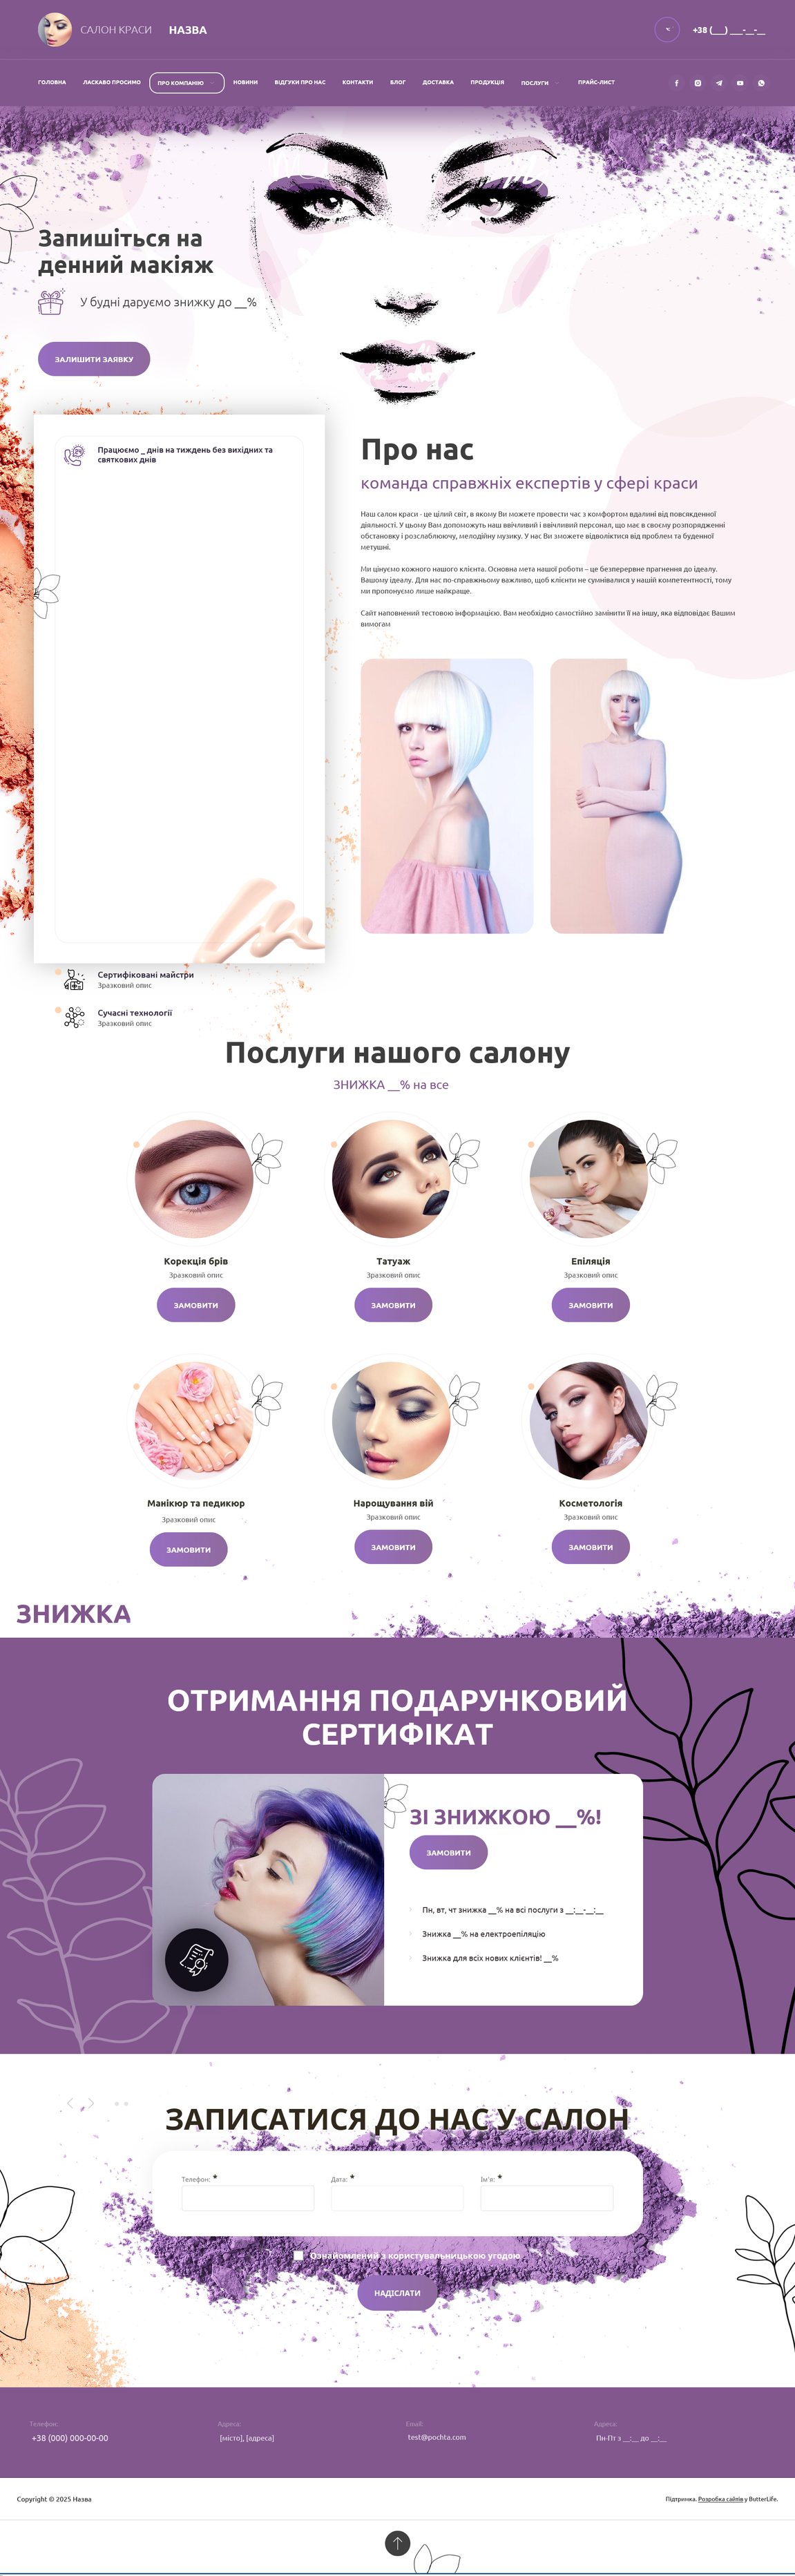 САЛОН КРАСИ НАЗВА
+38 (___) ___-__-__
ГОЛОВНА ЛАСКАВО ПРОСИМО ПРО КОМПАНІЮ НОВИНИ ВІДГУКИ ПРО НАС КОНТАКТИ БЛОГ ДОСТАВКА ПРОДУКЦІЯ ПОСЛУГИ ПРАЙС-ЛИСТ
Запишіться на
денний макіяж
У будні даруємо знижку до __%
ЗАЛИШИТИ ЗАЯВКУ
Працюємо _ днів на тиждень без вихідних та
святкових днів
Сертифіковані майстри
Зразковий опис
Сучасні технології
Зразковий опис
Про нас
команда справжніх експертів у сфері краси
Наш салон краси - це цілий світ, в якому Ви можете провести час з комфортом вдалині від повсякденної
діяльності. У цьому Вам допоможуть наш ввічливий і ввічливий персонал, що має в своєму розпорядженні
обстановку і розслаблюючу, мелодійну музику. У нас Ви зможете відволіктися від проблем та буденної
метушні.
Ми цінуємо кожного нашого клієнта. Основна мета нашої роботи – це безперервне прагнення до ідеалу.
Вашому ідеалу. Для нас по-справжньому важливо, щоб клієнти не сумнівалися у нашій компетентності, тому
ми пропонуємо лише найкраще.
Сайт наповнений тестовою інформацією. Вам необхідно самостійно замінити її на іншу, яка відповідає Вашим
вимогам
Послуги нашого салону
ЗНИЖКА __% на все
Корекція брів
Зразковий опис
ЗАМОВИТИ
Татуаж
Зразковий опис
ЗАМОВИТИ
Епіляція
Зразковий опис
ЗАМОВИТИ
Манікюр та педикюр
Зразковий опис
ЗАМОВИТИ
Нарощування вій
Зразковий опис
ЗАМОВИТИ
Косметологія
Зразковий опис
ЗАМОВИТИ
ЗНИЖКА
ОТРИМАННЯ ПОДАРУНКОВИЙ
СЕРТИФІКАТ
ЗІ ЗНИЖКОЮ __%!
ЗАМОВИТИ
Пн, вт, чт знижка __% на всі послуги з __:__-__:__
Знижка __% на електроепіляцію
Знижка для всіх нових клієнтів! __%
ЗАПИСАТИСЯ ДО НАС У САЛОН
Телефон: * Дата: * Ім'я: *
Ознайомлений з користувальницькою угодою
НАДІСЛАТИ
Телефон:
+38 (000) 000-00-00
Адреса:
[місто], [адреса]
Email:
test@pochta.com
Адреса:
Пн-Пт з __:__ до __:__
Copyright © 2025 Назва
Підтримка. Розробка сайтів у ButterLife.